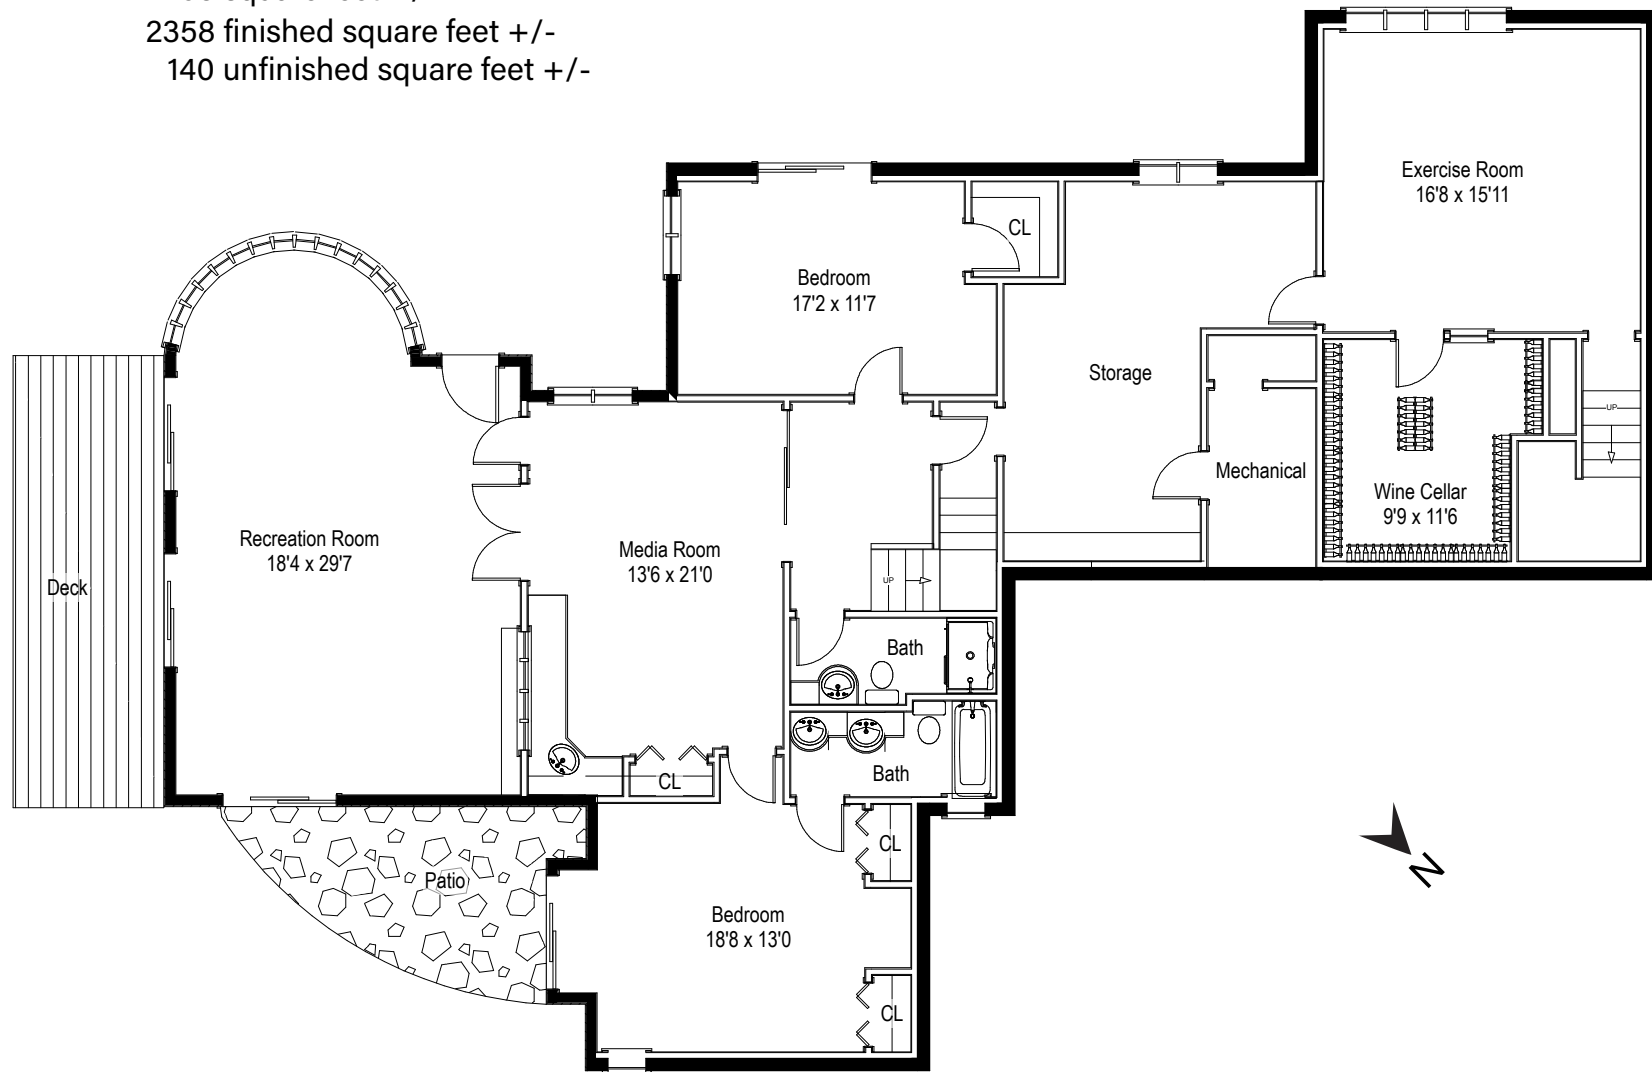 2358 finished square feet +/-
140 unfinished square feet +/-
Exercise Room
16'8 x 15'11
CL
Bedroom
17'2 x 11'7
Storage
UP
Mechanical
Wine Cellar
9'9 x 11'6
Recreation Room
18'4 x 29'7
Media Room
13'6 x 21'0
Deck
UP
Bath
Bath
CL
CL
Patio
Bedroom
18'8 x 13'0
CL
N